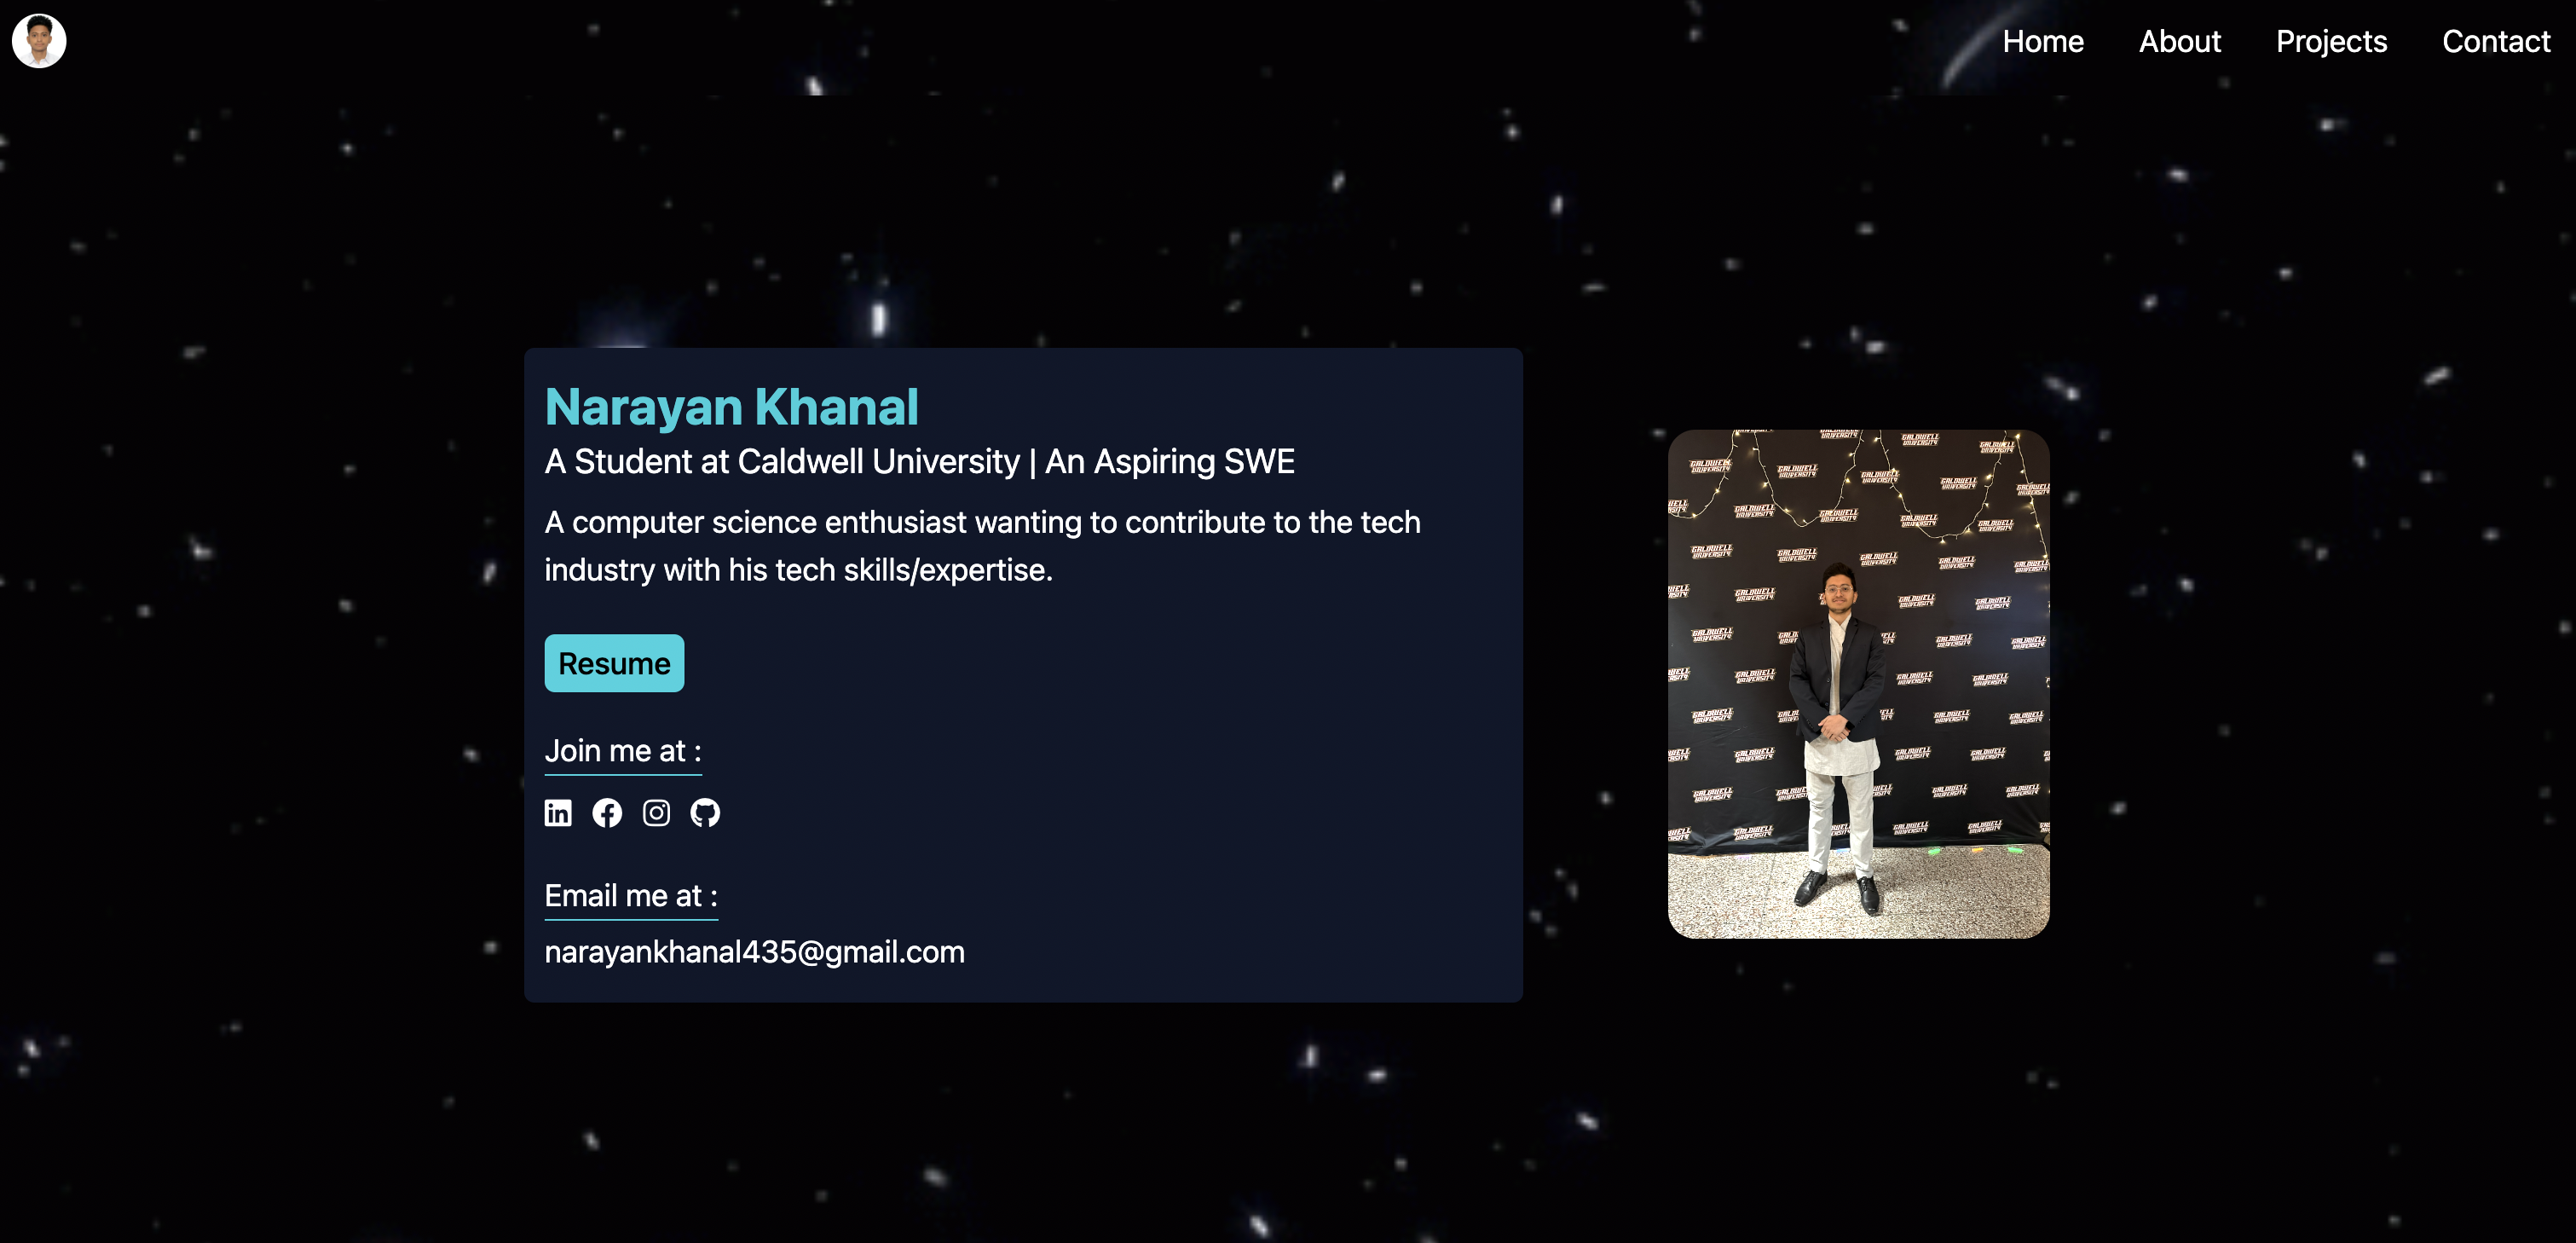 Home About Projects Contact
Narayan Khanal
A Student at Caldwell University | An Aspiring SWE
A computer science enthusiast wanting to contribute to the tech
industry with his tech skills/expertise.
Resume
Join me at :
Email me at :
narayankhanal435@gmail.com
CALDWELL
UNIVERSITY